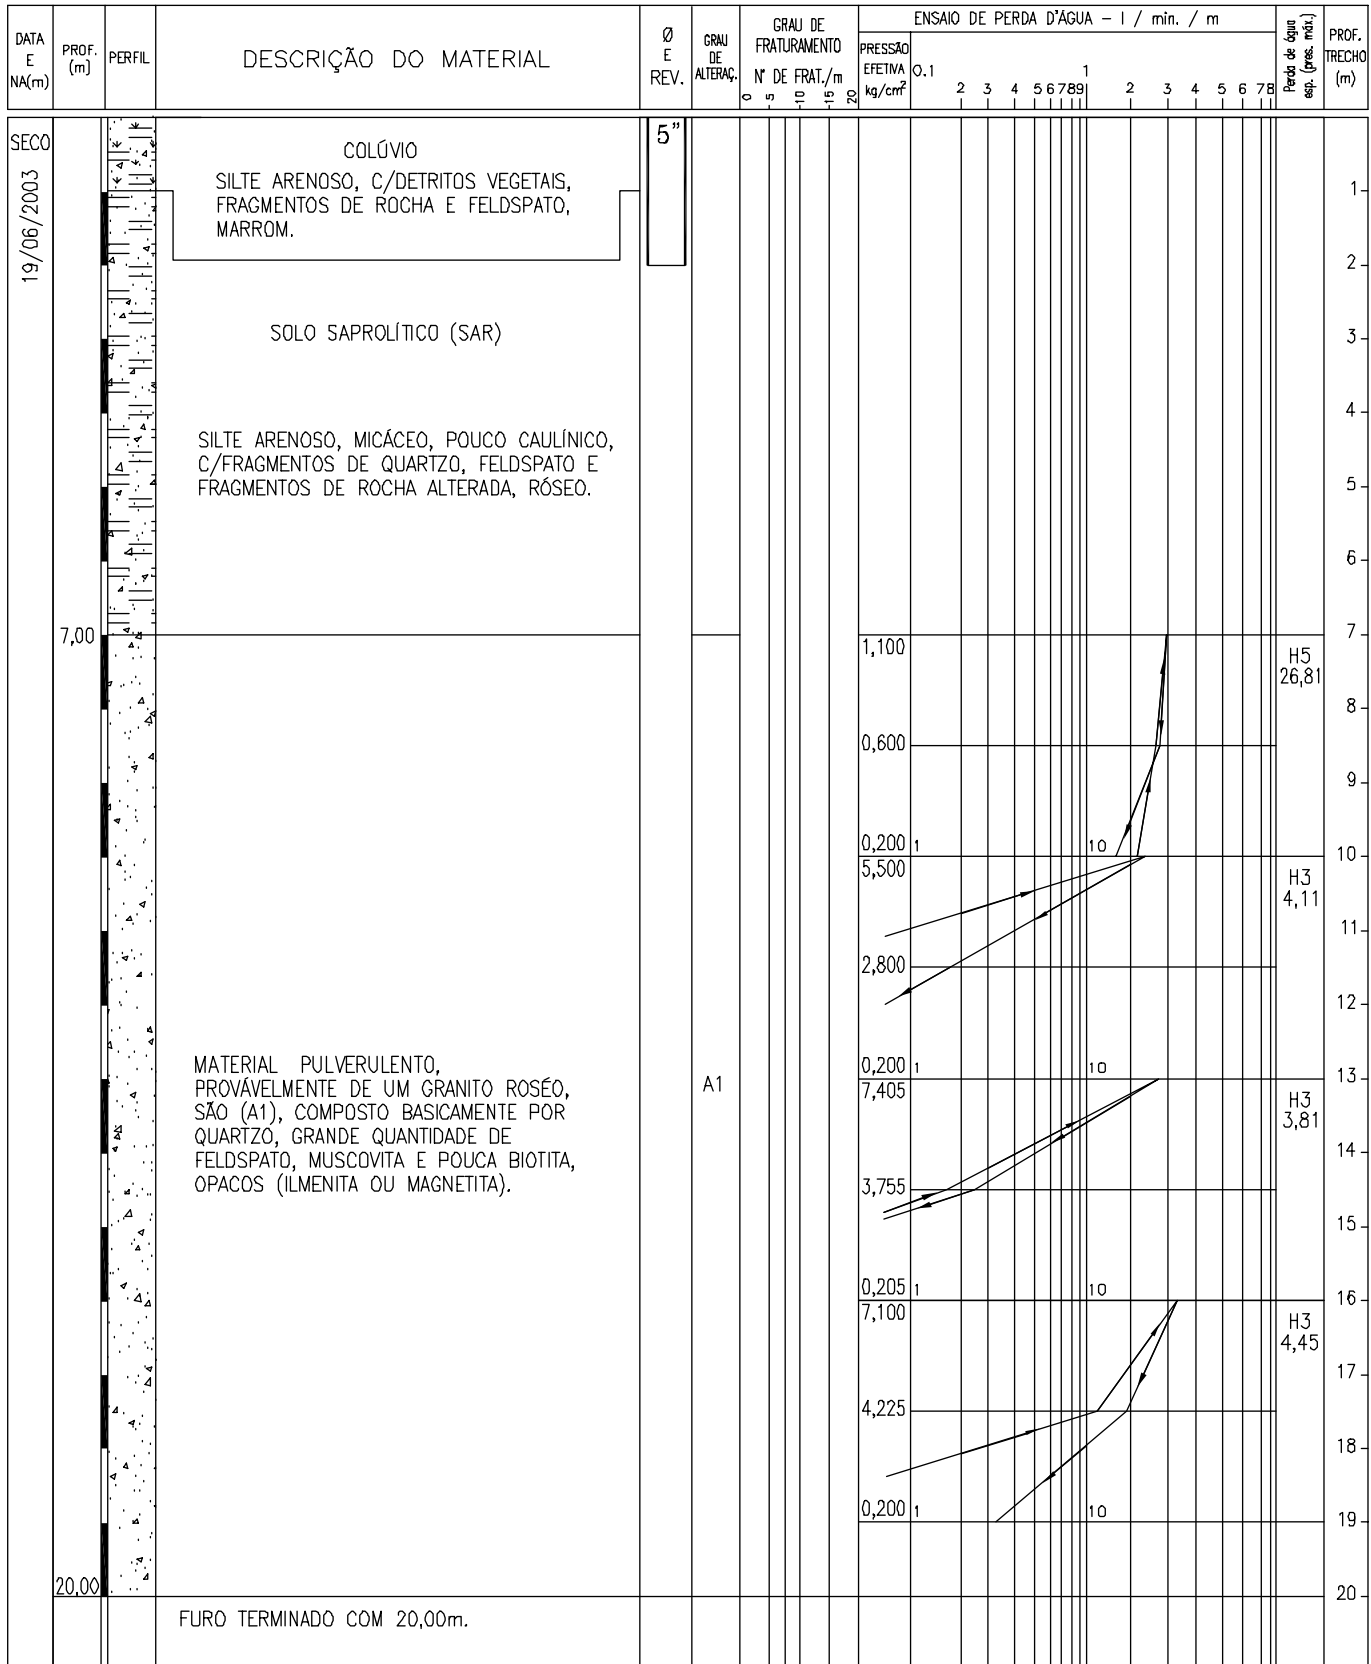 DATA
E
NA(m)
PROF.
(m)
PERFIL
DESCRIÇÃO DO MATERIAL
Ø
E
REV.
GRAU
DE
ALTERAÇ.
GRAU DE
FRATURAMENTO
N° DE FRAT./m
0 5 10 15 20
ENSAIO DE PERDA D'ÁGUA – l / min. / m
PRESSÃO
EFETIVA
kg/cm²
0.1 1
2 3 4 5 6 7 8 9 2 3 4 5 6 7 8
Perda de água
esp. (pres. máx.)
PROF.
TRECHO
(m)
SECO
19/06/2003
COLÚVIO
SILTE ARENOSO, C/DETRITOS VEGETAIS,
FRAGMENTOS DE ROCHA E FELDSPATO,
MARROM.
5"
1
2
SOLO SAPROLÍTICO (SAR)
3
4
SILTE ARENOSO, MICÁCEO, POUCO CAULÍNICO,
C/FRAGMENTOS DE QUARTZO, FELDSPATO E
FRAGMENTOS DE ROCHA ALTERADA, RÓSEO.
5
6
7,00
7
1,100
H5
26,81
8
0,600
9
0,200 1 10
10
5,500
H3
4,11
11
2,800
12
0,200 1 10
13
MATERIAL PULVERULENTO,
PROVÁVELMENTE DE UM GRANITO ROSÉO,
SÃO (A1), COMPOSTO BASICAMENTE POR
QUARTZO, GRANDE QUANTIDADE DE
FELDSPATO, MUSCOVITA E POUCA BIOTITA,
OPACOS (ILMENITA OU MAGNETITA).
A1
7,405
H3
3,81
14
3,755
15
0,205 1 10
16
7,100
H3
4,45
17
4,225
18
0,200 1 10
19
20,00
20
FURO TERMINADO COM 20,00m.